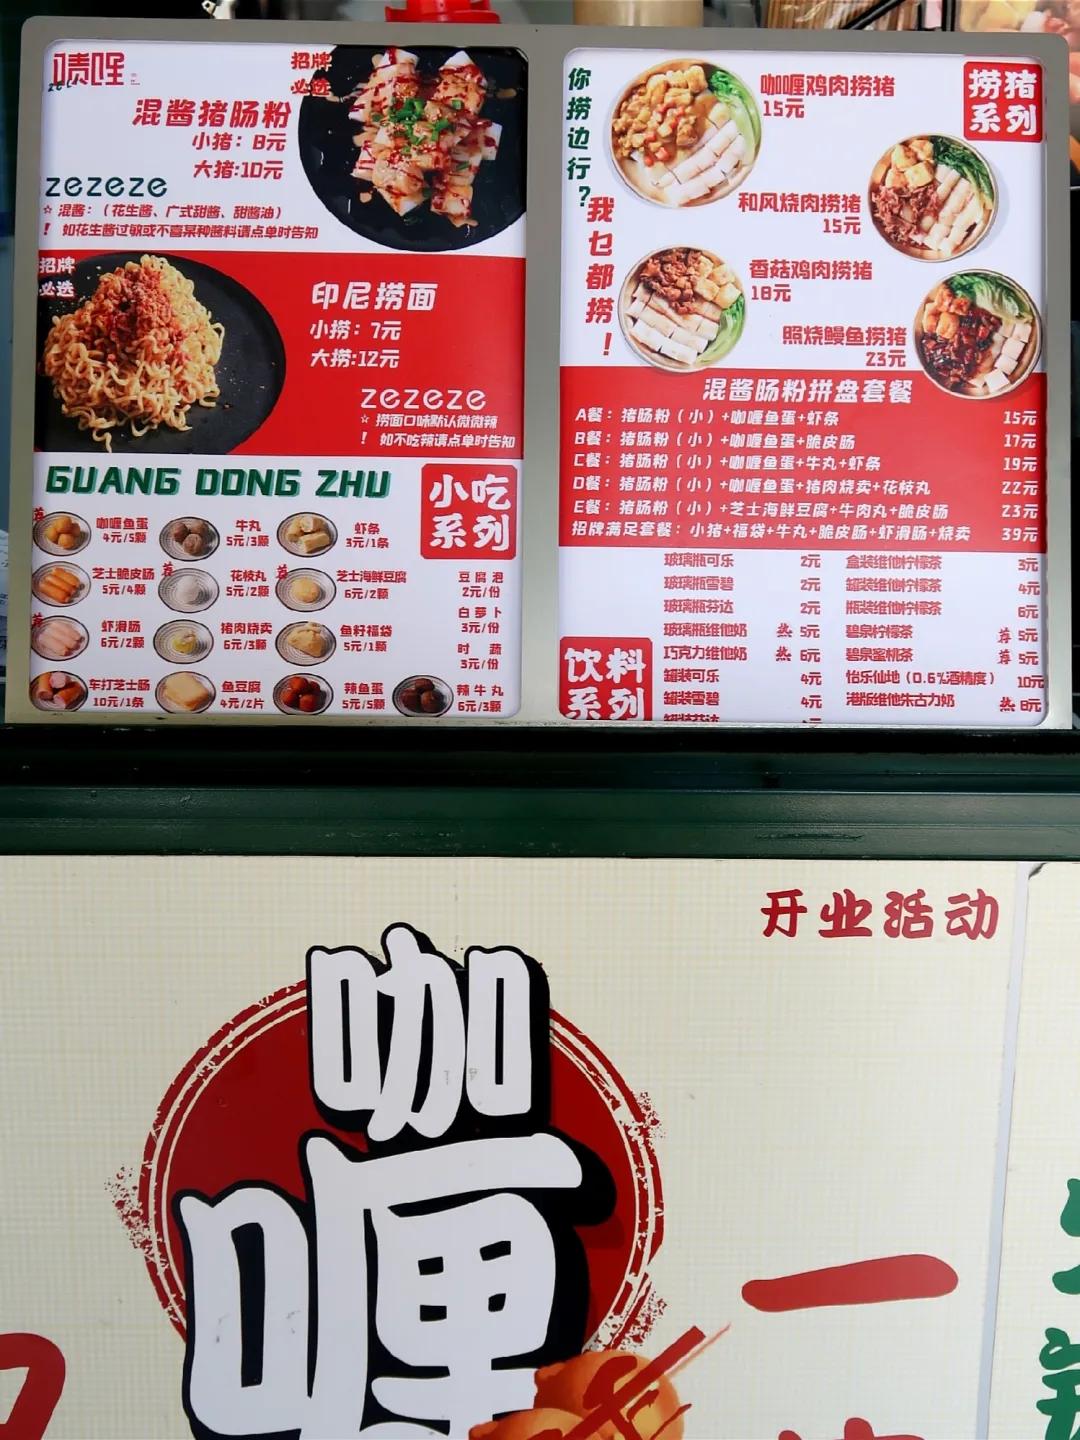 啧喹
招牌
必选
混酱猪肠粉
小猪：8元
大猪:10元
zezeze
☆ 混酱：（花生酱、广式甜酱、甜酱油）
！ 如花生酱过敏或不喜某种酱料请点单时告知
招牌
必选
印尼捞面
小捞：7元
大捞:12元
zezeze
☆ 捞面口味默认微微辣
！ 如不吃辣请点单时告知
GUANG DONG ZHU
小吃
系列
荐
咖喱鱼蛋
4元/5颗
牛丸
5元/3颗
虾条
3元/1条
芝士脆皮肠
5元/4颗
荐
花枝丸
5元/2颗
荐
芝士海鲜豆腐
6元/2颗
豆腐泡
2元/份
白萝卜
3元/份
荐
虾滑肠
6元/2颗
猪肉烧卖
6元/3颗
鱼籽福袋
5元/1颗
时蔬
3元/份
车打芝士肠
10元/1条
鱼豆腐
4元/2片
辣鱼蛋
5元/5颗
辣牛丸
6元/3颗
你捞边行？
我乜都捞！
捞猪
系列
咖喱鸡肉捞猪
15元
和风烧肉捞猪
15元
香菇鸡肉捞猪
18元
照烧鳗鱼捞猪
23元
混酱肠粉拼盘套餐
A餐：猪肠粉（小）+咖喱鱼蛋+虾条 15元
B餐：猪肠粉（小）+咖喱鱼蛋+脆皮肠 17元
C餐：猪肠粉（小）+咖喱鱼蛋+牛丸+虾条 19元
D餐：猪肠粉（小）+咖喱鱼蛋+猪肉烧卖+花枝丸 22元
E餐：猪肠粉（小）+芝士海鲜豆腐+牛肉丸+脆皮肠 23元
招牌满足套餐：小猪+福袋+牛丸+脆皮肠+虾滑肠+烧卖 39元
饮料
系列
玻璃瓶可乐 2元
玻璃瓶雪碧 2元
玻璃瓶芬达 2元
玻璃瓶维他奶 热 5元
巧克力维他奶 热 6元
罐装可乐 4元
罐装雪碧 4元
罐装芬达
盒装维他柠檬茶 3元
罐装维他柠檬茶 4元
瓶装维他柠檬茶 6元
碧泉柠檬茶 荐 5元
碧泉蜜桃茶 荐 5元
怡乐仙地（0.6%酒精度） 10元
港版维他朱古力奶 热 8元
开业活动
咖
喱
一